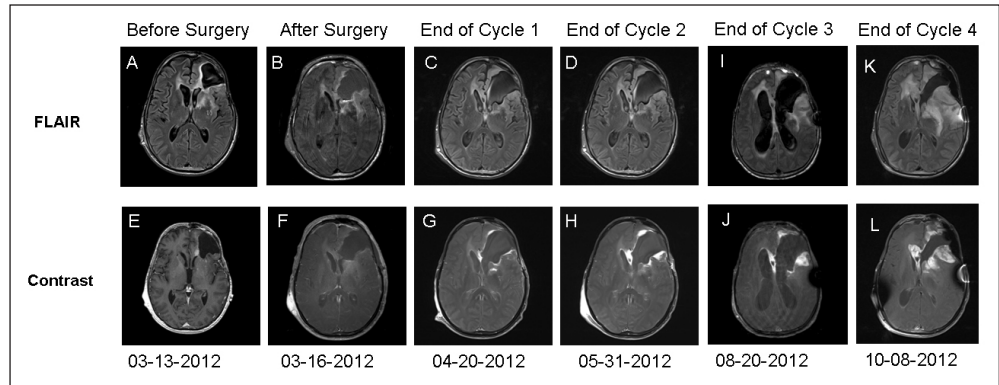 Before Surgery After Surgery End of Cycle 1 End of Cycle 2 End of Cycle 3 End of Cycle 4
A B C D I K
FLAIR
E F G H J L
Contrast
03-13-2012 03-16-2012 04-20-2012 05-31-2012 08-20-2012 10-08-2012